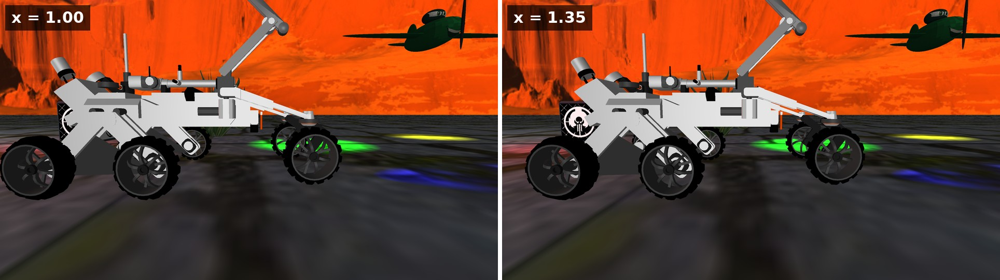 x = 1.00
x = 1.35